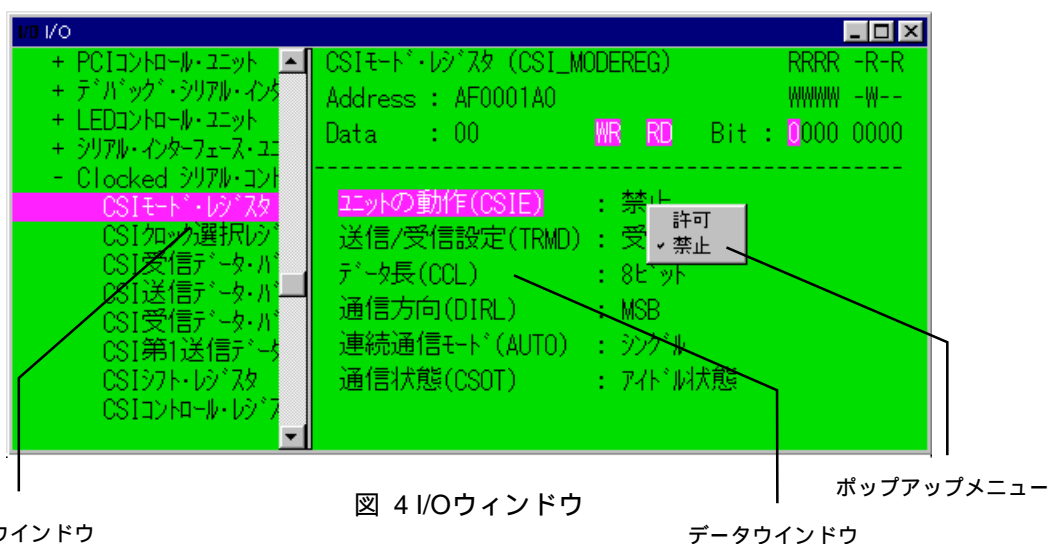 I/O I/O
+ PCIコントロール・ユニット
+ デバッグ・シリアル・インタ
+ LEDコントロール・ユニット
+ シリアル・インターフェース・ユニ
- Clocked シリアル・コント
CSIモード・レジスタ
CSIクロック選択レジ
CSI受信データ・バ
CSI送信データ・バ
CSI受信データ・バ
CSI第1送信データ
CSIシフト・レジスタ
CSIコントロール・レジス
CSIモード・レジスタ (CSI_MODEREG) RRRR -R-R
Address : AF0001A0 WWWW -W--
Data : 00 WR RD Bit : 0000 0000
ユニットの動作(CSIE) : 禁止
送信/受信設定(TRMD) : 受
データ長(CCL) : 8ビット
通信方向(DIRL) : MSB
連続通信モード(AUTO) : シングル
通信状態(CSOT) : アイドル状態
許可
禁止
ポップアップメニュー
図 4 I/Oウィンドウ
ウインドウ
データウインドウ